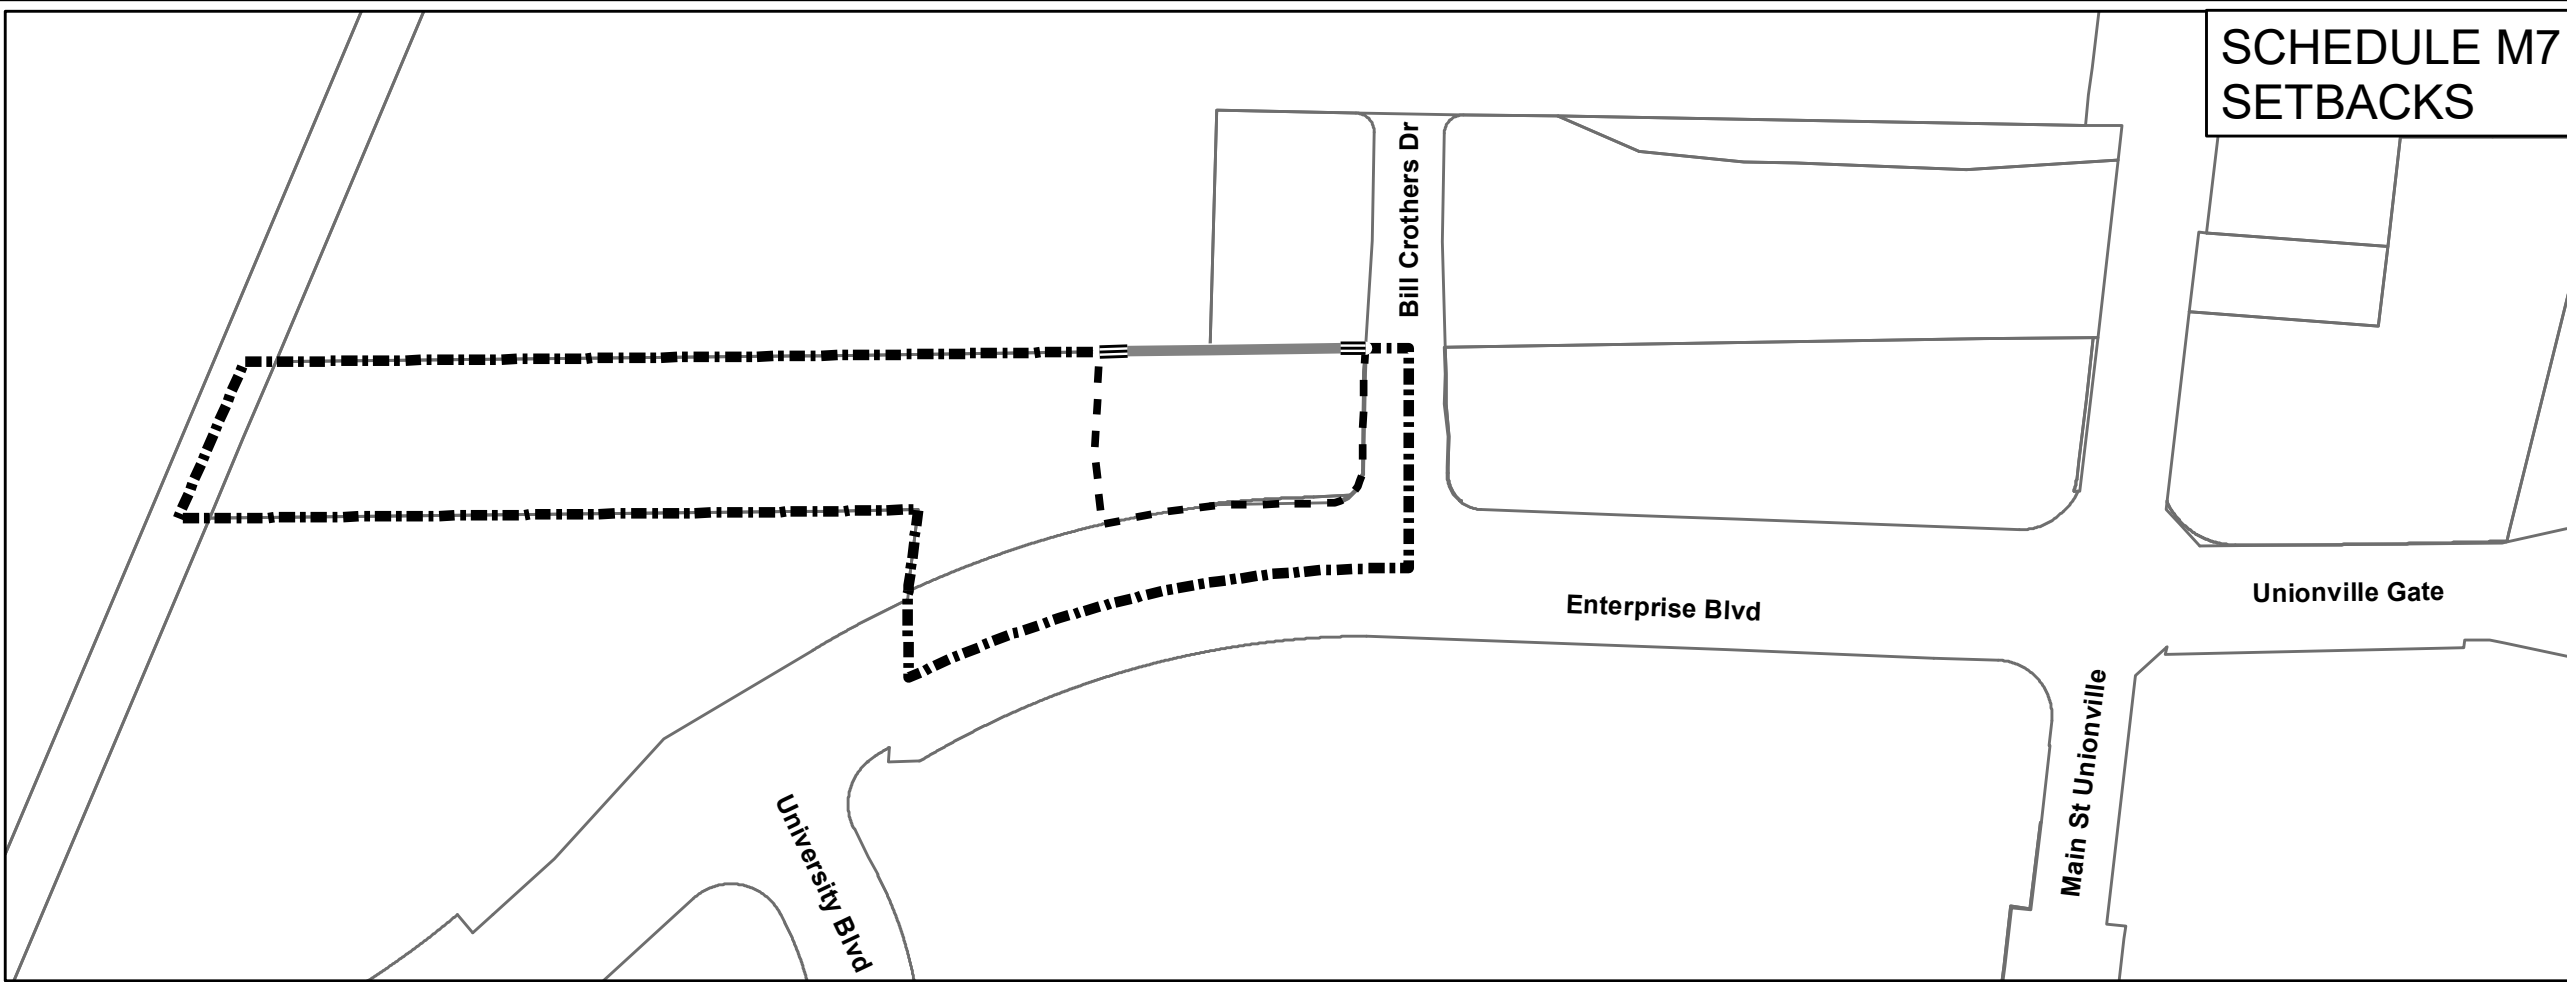 SCHEDULE M7
SETBACKS
Bill Crothers Dr
Enterprise Blvd
Unionville Gate
Main St Unionville
University Blvd